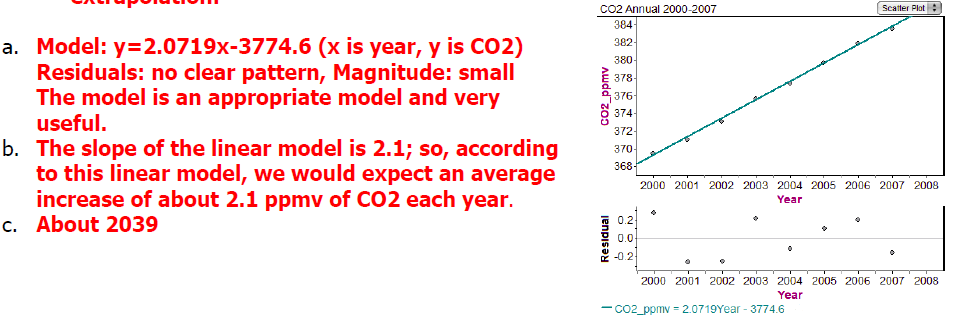 extrapolation.
a. Model: y=2.0719x-3774.6 (x is year, y is CO2)
Residuals: no clear pattern, Magnitude: small
The model is an appropriate model and very
useful.
b. The slope of the linear model is 2.1; so, according
to this linear model, we would expect an average
increase of about 2.1 ppmv of CO2 each year.
c. About 2039
CO2 Annual 2000-2007
Scatter Plot
384
382
380
378
376
374
372
370
368
CO2_ppmv
2000 2001 2002 2003 2004 2005 2006 2007 2008
Year
0.2
0.0
-0.2
Residual
2000 2001 2002 2003 2004 2005 2006 2007 2008
Year
CO2_ppmv = 2.0719Year - 3774.6